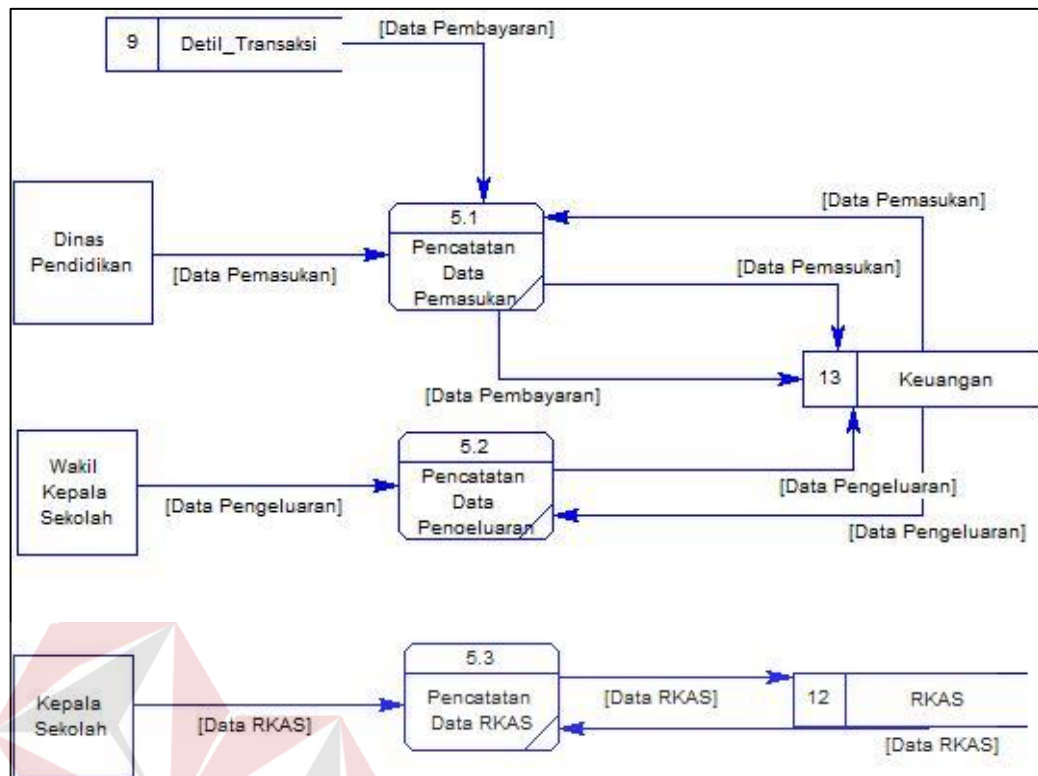 [Data Pembayaran]
9
Detil_Transaksi
[Data Pemasukan]
5.1
Dinas
Pendidikan
Pencatatan
Data
Pemasukan
[Data Pemasukan]
[Data Pemasukan]
13
Keuangan
[Data Pembayaran]
5.2
Wakil
Kepala
Sekolah
Pencatatan
Data
Pengeluaran
[Data Pengeluaran]
[Data Pengeluaran]
[Data Pengeluaran]
5.3
Kepala
Sekolah
Pencatatan
Data RKAS
[Data RKAS]
[Data RKAS]
12
RKAS
[Data RKAS]